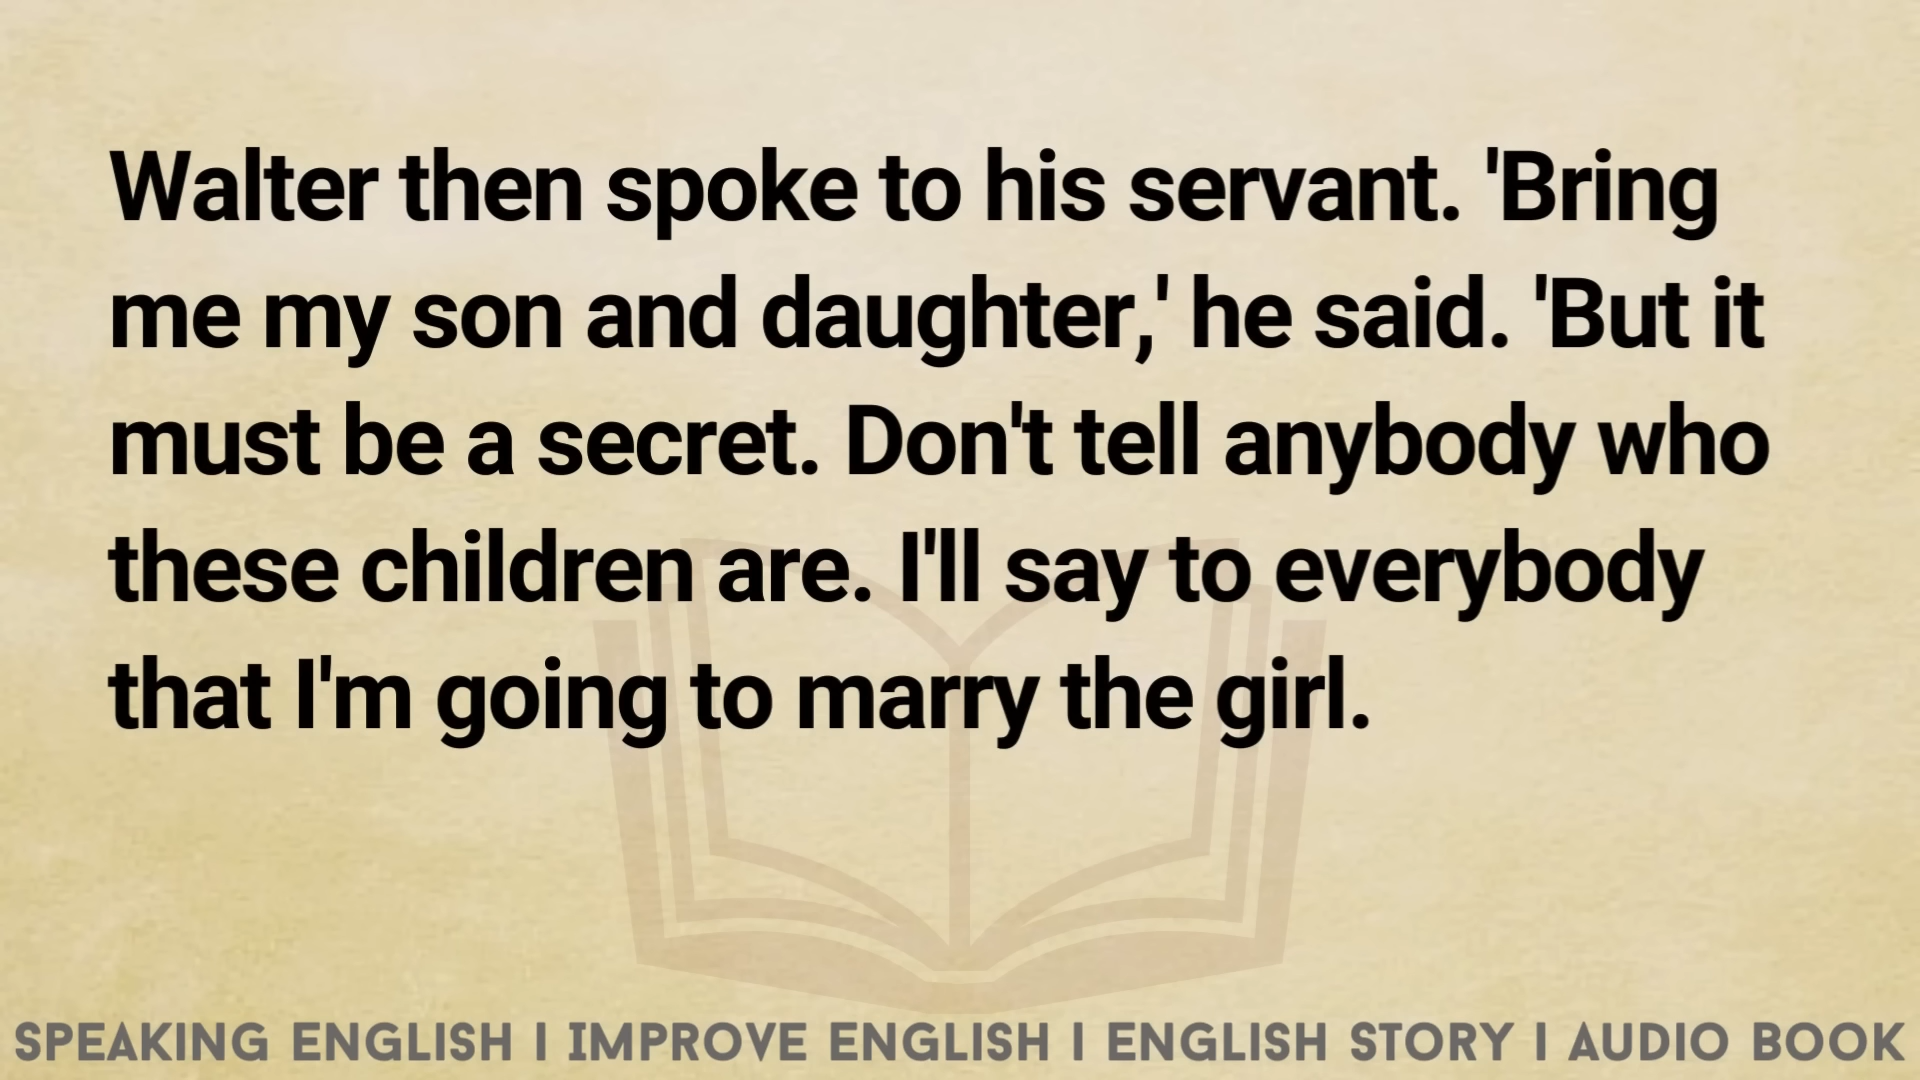 Walter then spoke to his servant. 'Bring
me my son and daughter,' he said. 'But it
must be a secret. Don't tell anybody who
these children are. I'll say to everybody
that I'm going to marry the girl.
SPEAKING ENGLISH I IMPROVE ENGLISH I ENGLISH STORY I AUDIO BOOK